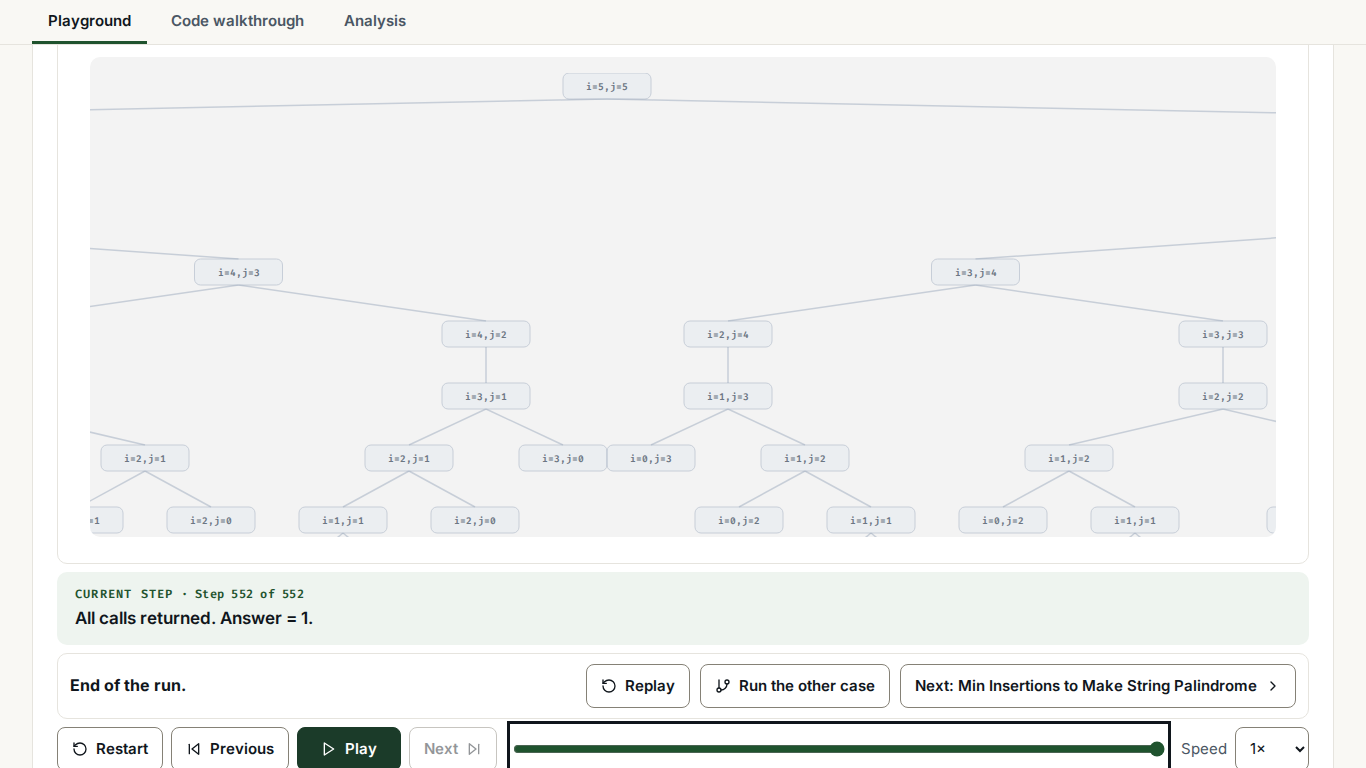 Playground Code walkthrough Analysis
i=5,j=5
i=4,j=3 i=3,j=4
i=4,j=2 i=2,j=4 i=3,j=3
i=3,j=1 i=1,j=3 i=2,j=2
i=2,j=1 i=2,j=1 i=3,j=0 i=0,j=3 i=1,j=2 i=1,j=2
=1 i=2,j=0 i=1,j=1 i=2,j=0 i=0,j=2 i=1,j=1 i=0,j=2 i=1,j=1
CURRENT STEP · Step 552 of 552
All calls returned. Answer = 1.
End of the run. Replay Run the other case Next: Min Insertions to Make String Palindrome
Restart Previous Play Next Speed 1×